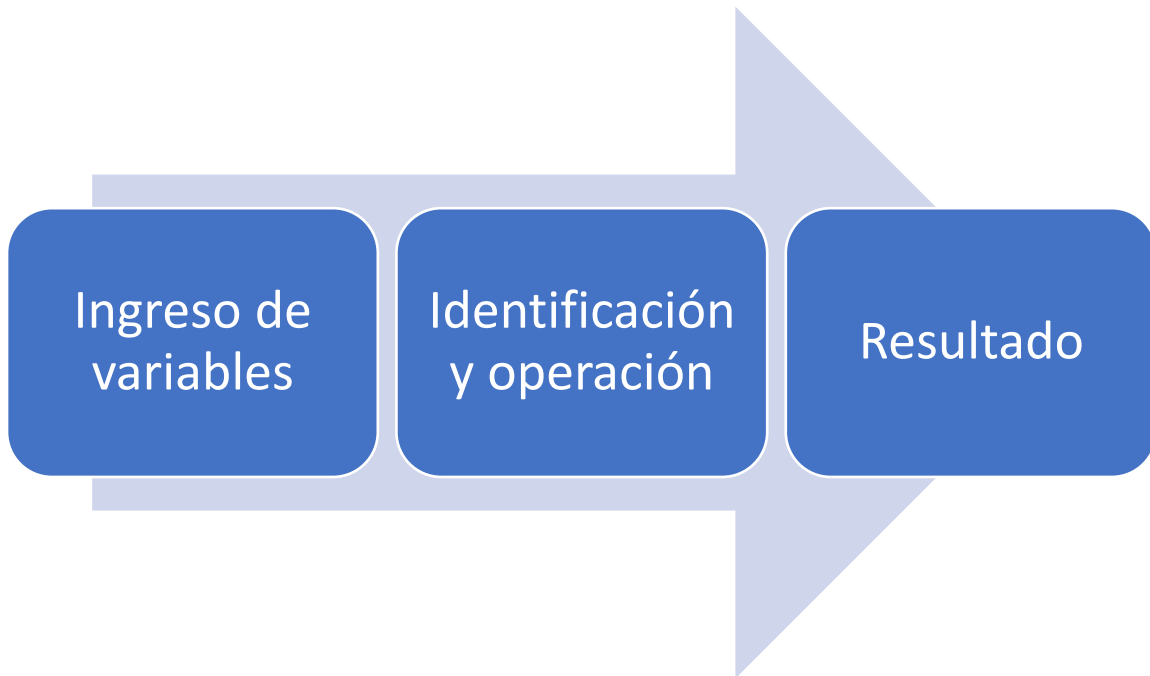 Ingreso de
variables
Identificación
y operación
Resultado